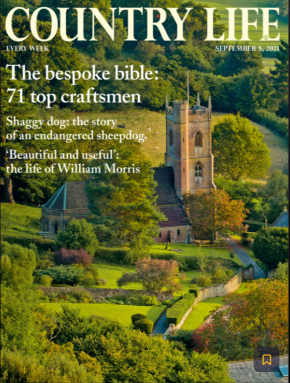 COUNTRY LIFE
EVERY WEEK
SEPTEMBER 8, 2021
The bespoke bible:
71 top craftsmen
Shaggy dog: the story
of an endangered sheepdog
‘Beautiful and useful’:
the life of William Morris